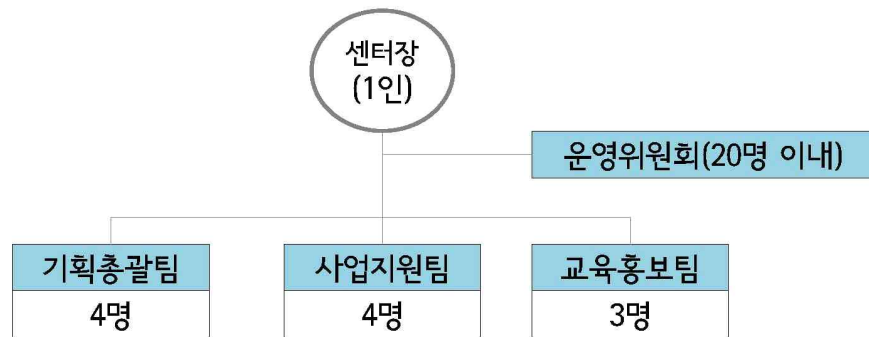 센터장
(1인)
운영위원회(20명 이내)
기획총괄팀
사업지원팀
교육홍보팀
4명
4명
3명